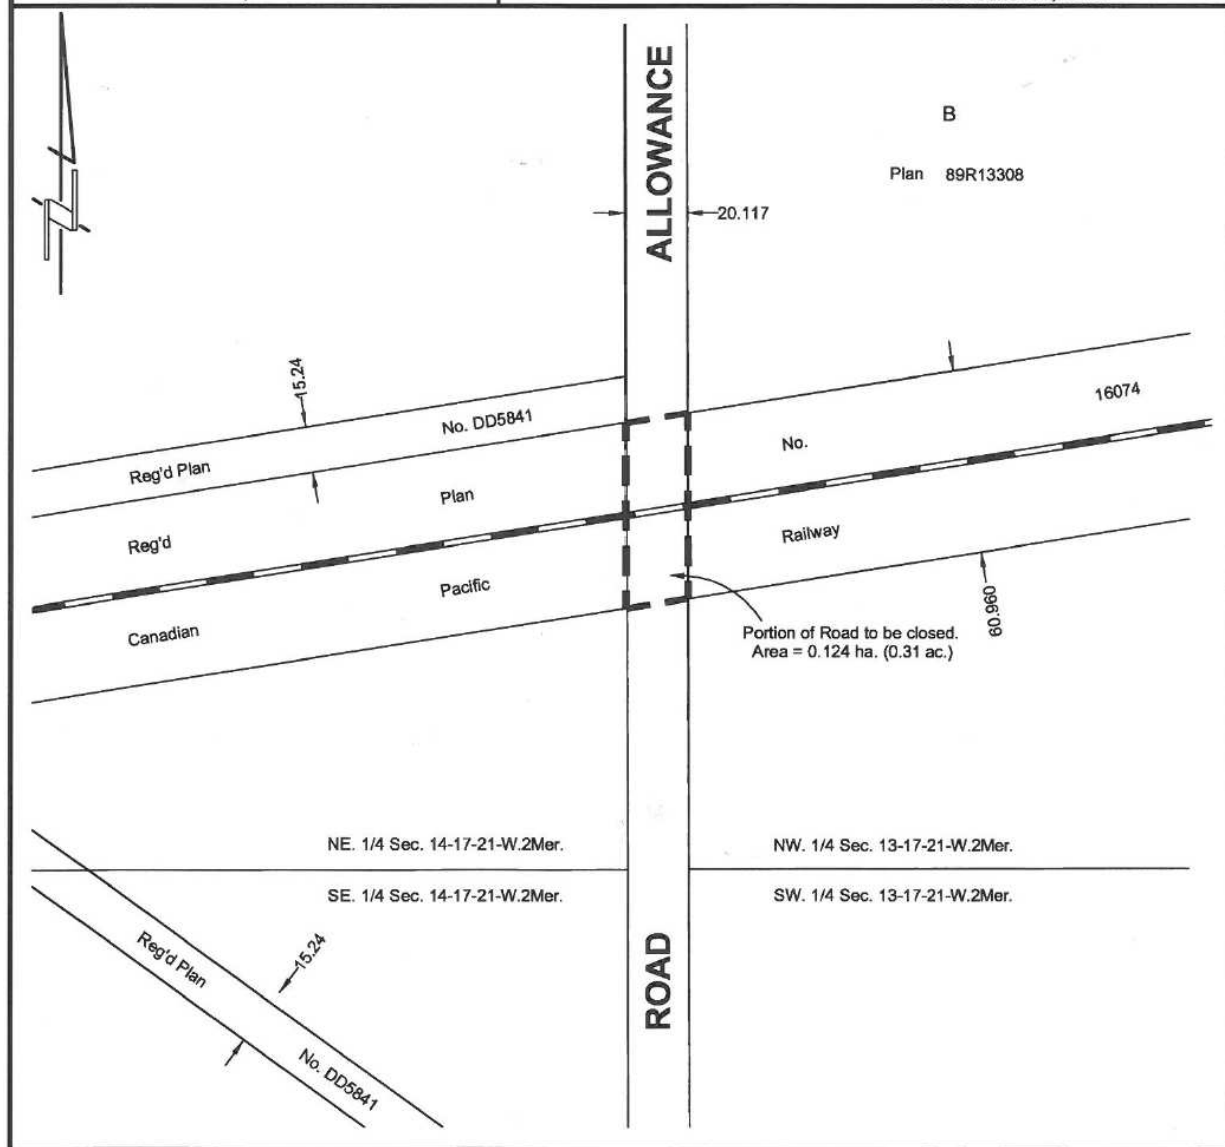 ALLOWANCE
B
Plan 89R13308
20.117
15.24
No. DD5841
Reg'd Plan
16074
No.
Plan
Reg'd
Railway
Pacific
Canadian
60.960
Portion of Road to be closed.
Area = 0.124 ha. (0.31 ac.)
NE. 1/4 Sec. 14-17-21-W.2Mer.
NW. 1/4 Sec. 13-17-21-W.2Mer.
SE. 1/4 Sec. 14-17-21-W.2Mer.
SW. 1/4 Sec. 13-17-21-W.2Mer.
Reg'd Plan
15.24
ROAD
No. DD5841